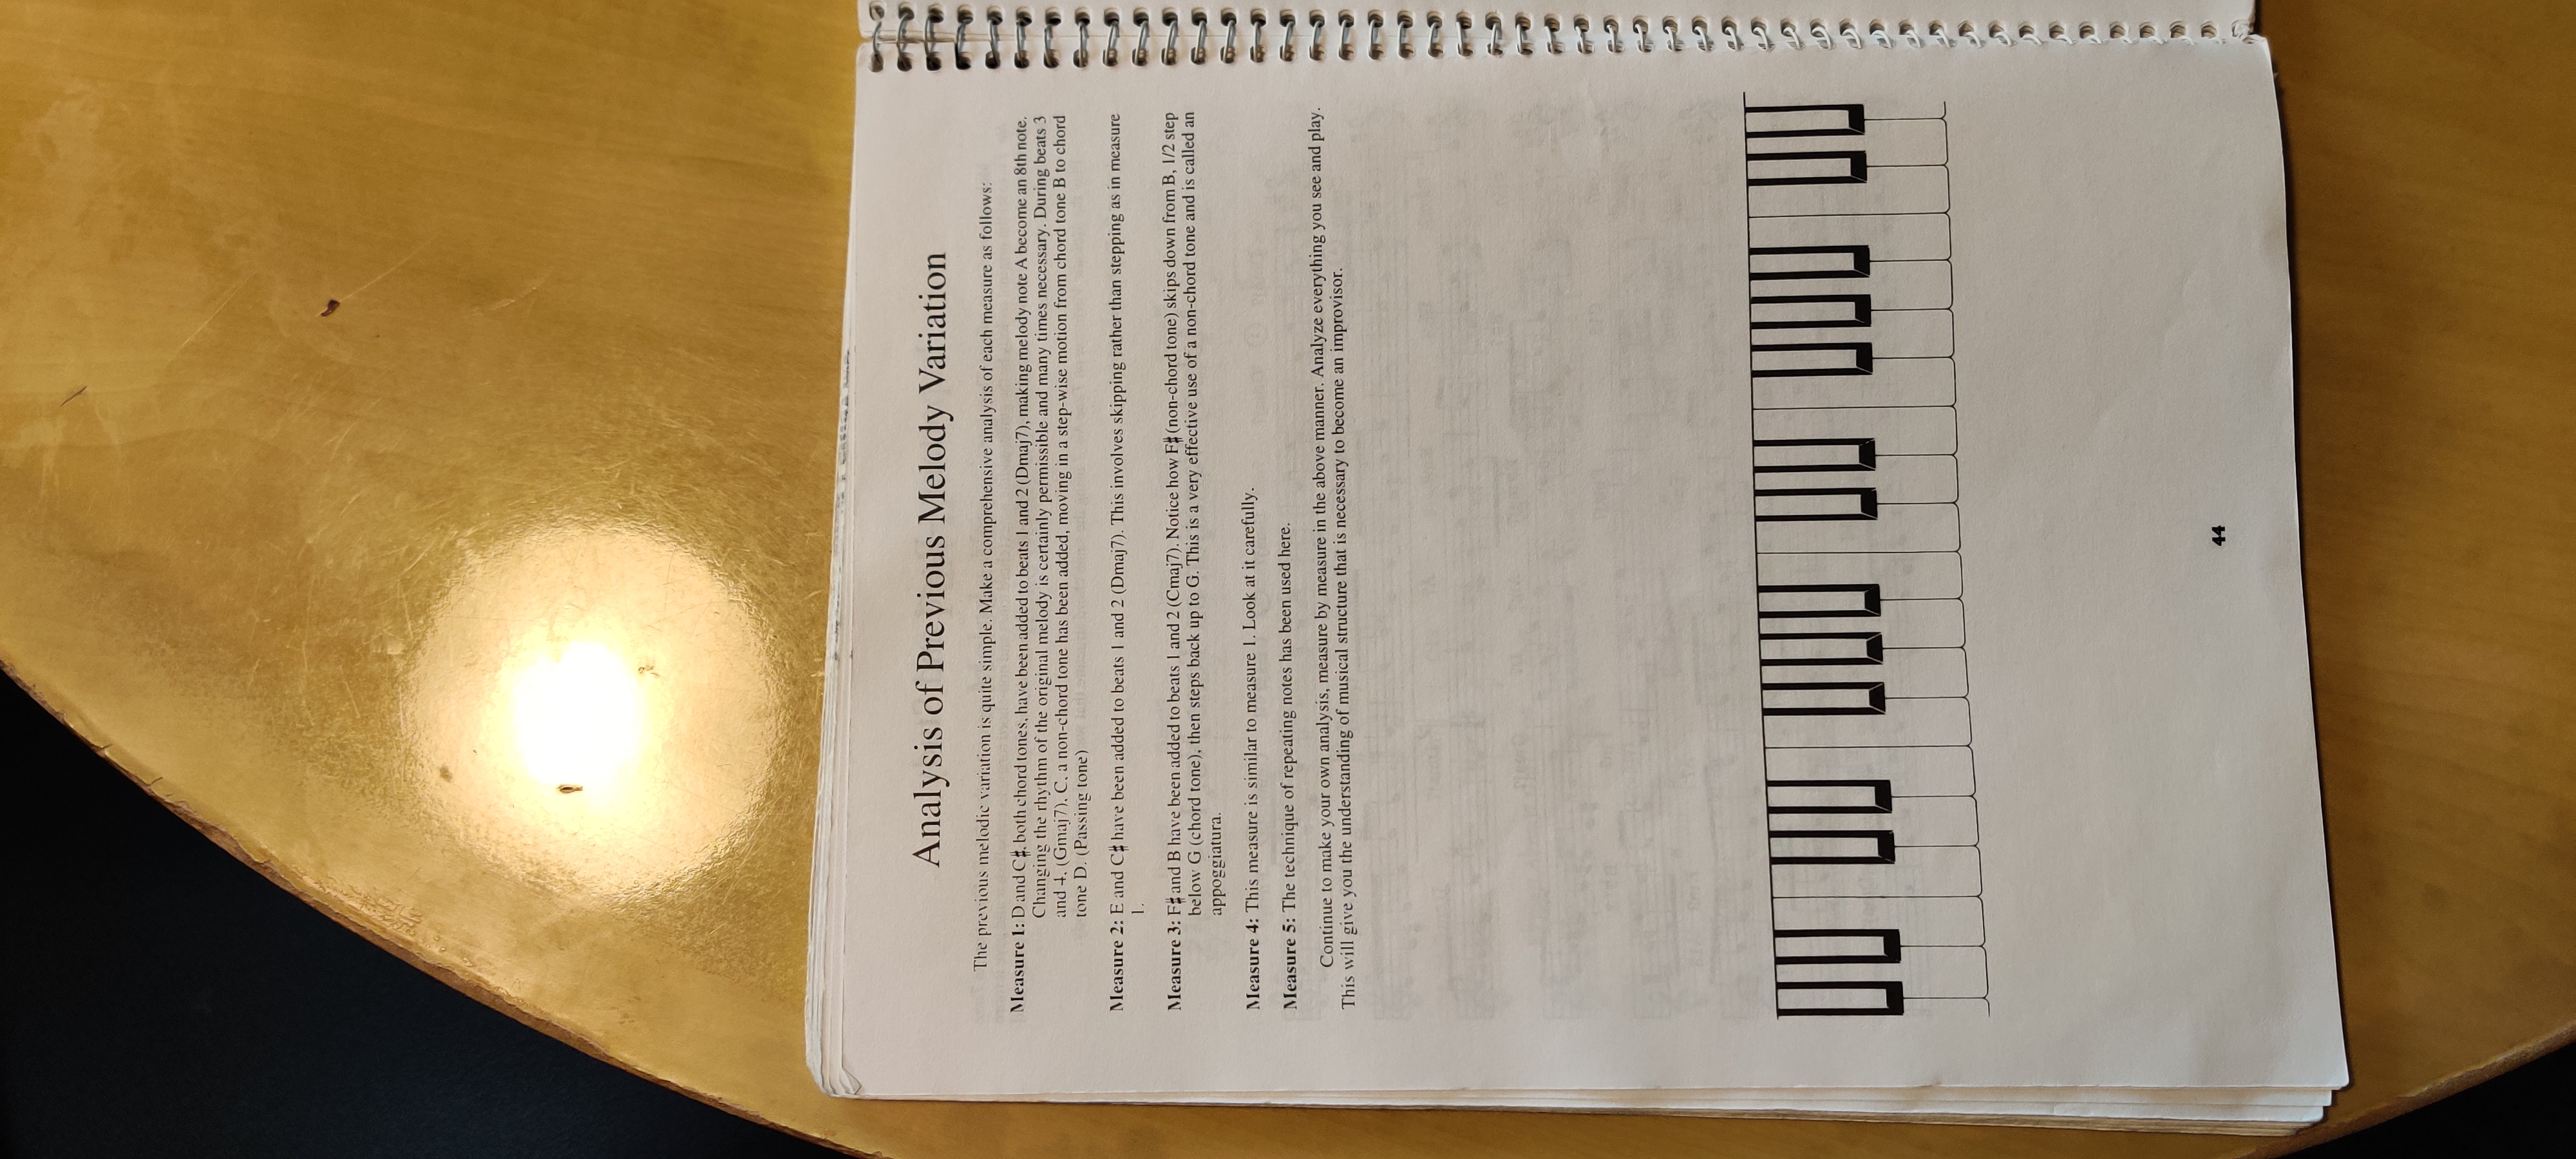 Analysis of Previous Melody Variation
The previous melodic variation is quite simple. Make a comprehensive analysis of each measure as follows:
Measure 1: D and C♯, both chord tones, have been added to beats 1 and 2 (Dmaj7), making melody note A become an 8th note.
Changing the rhythm of the original melody is certainly permissible and many times necessary. During beats 3
and 4, (Gmaj7). C. a non-chord tone has been added, moving in a step-wise motion from chord tone B to chord
tone D. (Passing tone)
Measure 2: E and C♯ have been added to beats 1 and 2 (Dmaj7). This involves skipping rather than stepping as in measure
1.
Measure 3: F♯ and B have been added to beats 1 and 2 (Cmaj7). Notice how F♯ (non-chord tone) skips down from B, 1/2 step
below G (chord tone), then steps back up to G. This is a very effective use of a non-chord tone and is called an
appoggiatura.
Measure 4: This measure is similar to measure 1. Look at it carefully.
Measure 5: The technique of repeating notes has been used here.
Continue to make your own analysis, measure by measure in the above manner. Analyze everything you see and play.
This will give you the understanding of musical structure that is necessary to become an improvisor.
44